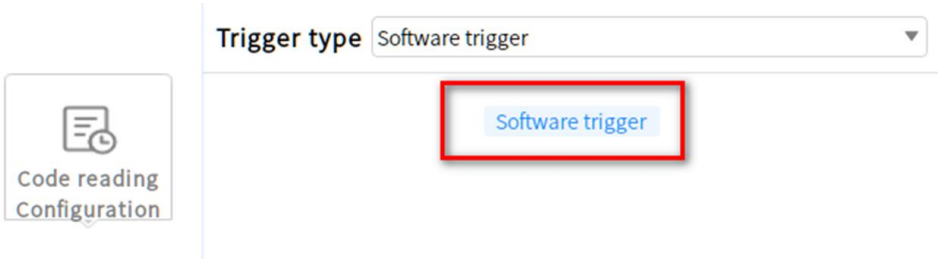 Trigger type Software trigger
Software trigger
Code reading
Configuration